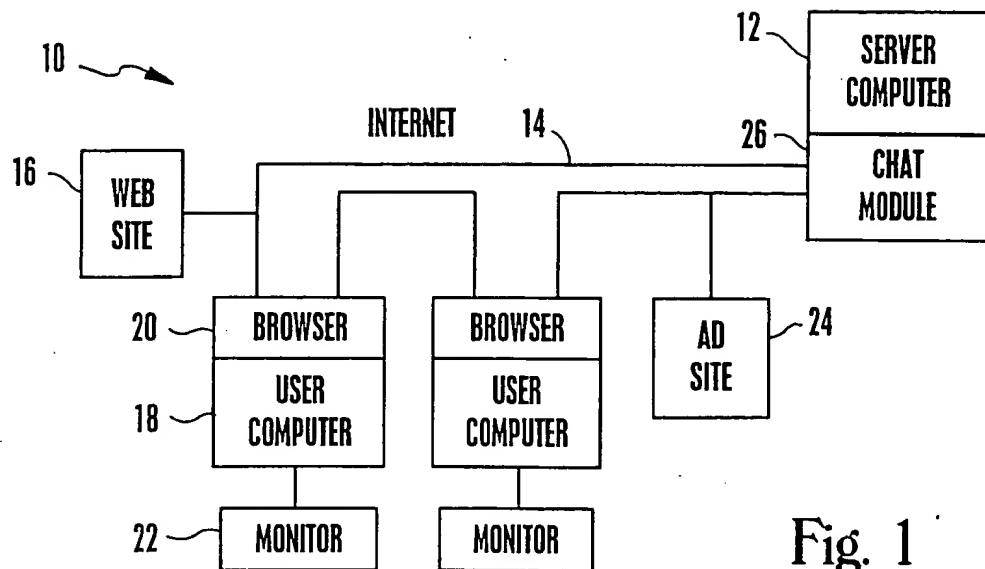 10
INTERNET
14
12
SERVER
COMPUTER
26
CHAT
MODULE
16
WEB
SITE
20
BROWSER
BROWSER
18
USER
COMPUTER
USER
COMPUTER
AD
SITE
24
22
MONITOR
MONITOR
Fig. 1